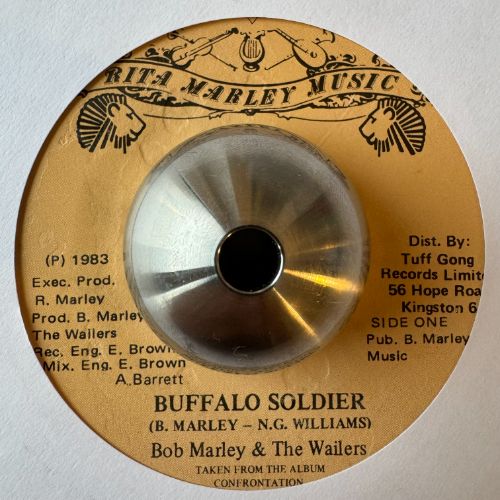 RITA MARLEY MUSIC
(P) 1983
Exec. Prod.
R. Marley
Prod. B. Marley
The Wailers
Rec. Eng. E. Brown
Mix. Eng. E. Brown
A. Barrett
Dist. By:
Tuff Gong
Records Limite
56 Hope Roa
Kingston 6
SIDE ONE
Pub. B. Marley
Music
BUFFALO SOLDIER
(B. MARLEY – N.G. WILLIAMS)
Bob Marley & The Wailers
TAKEN FROM THE ALBUM
CONFRONTATION